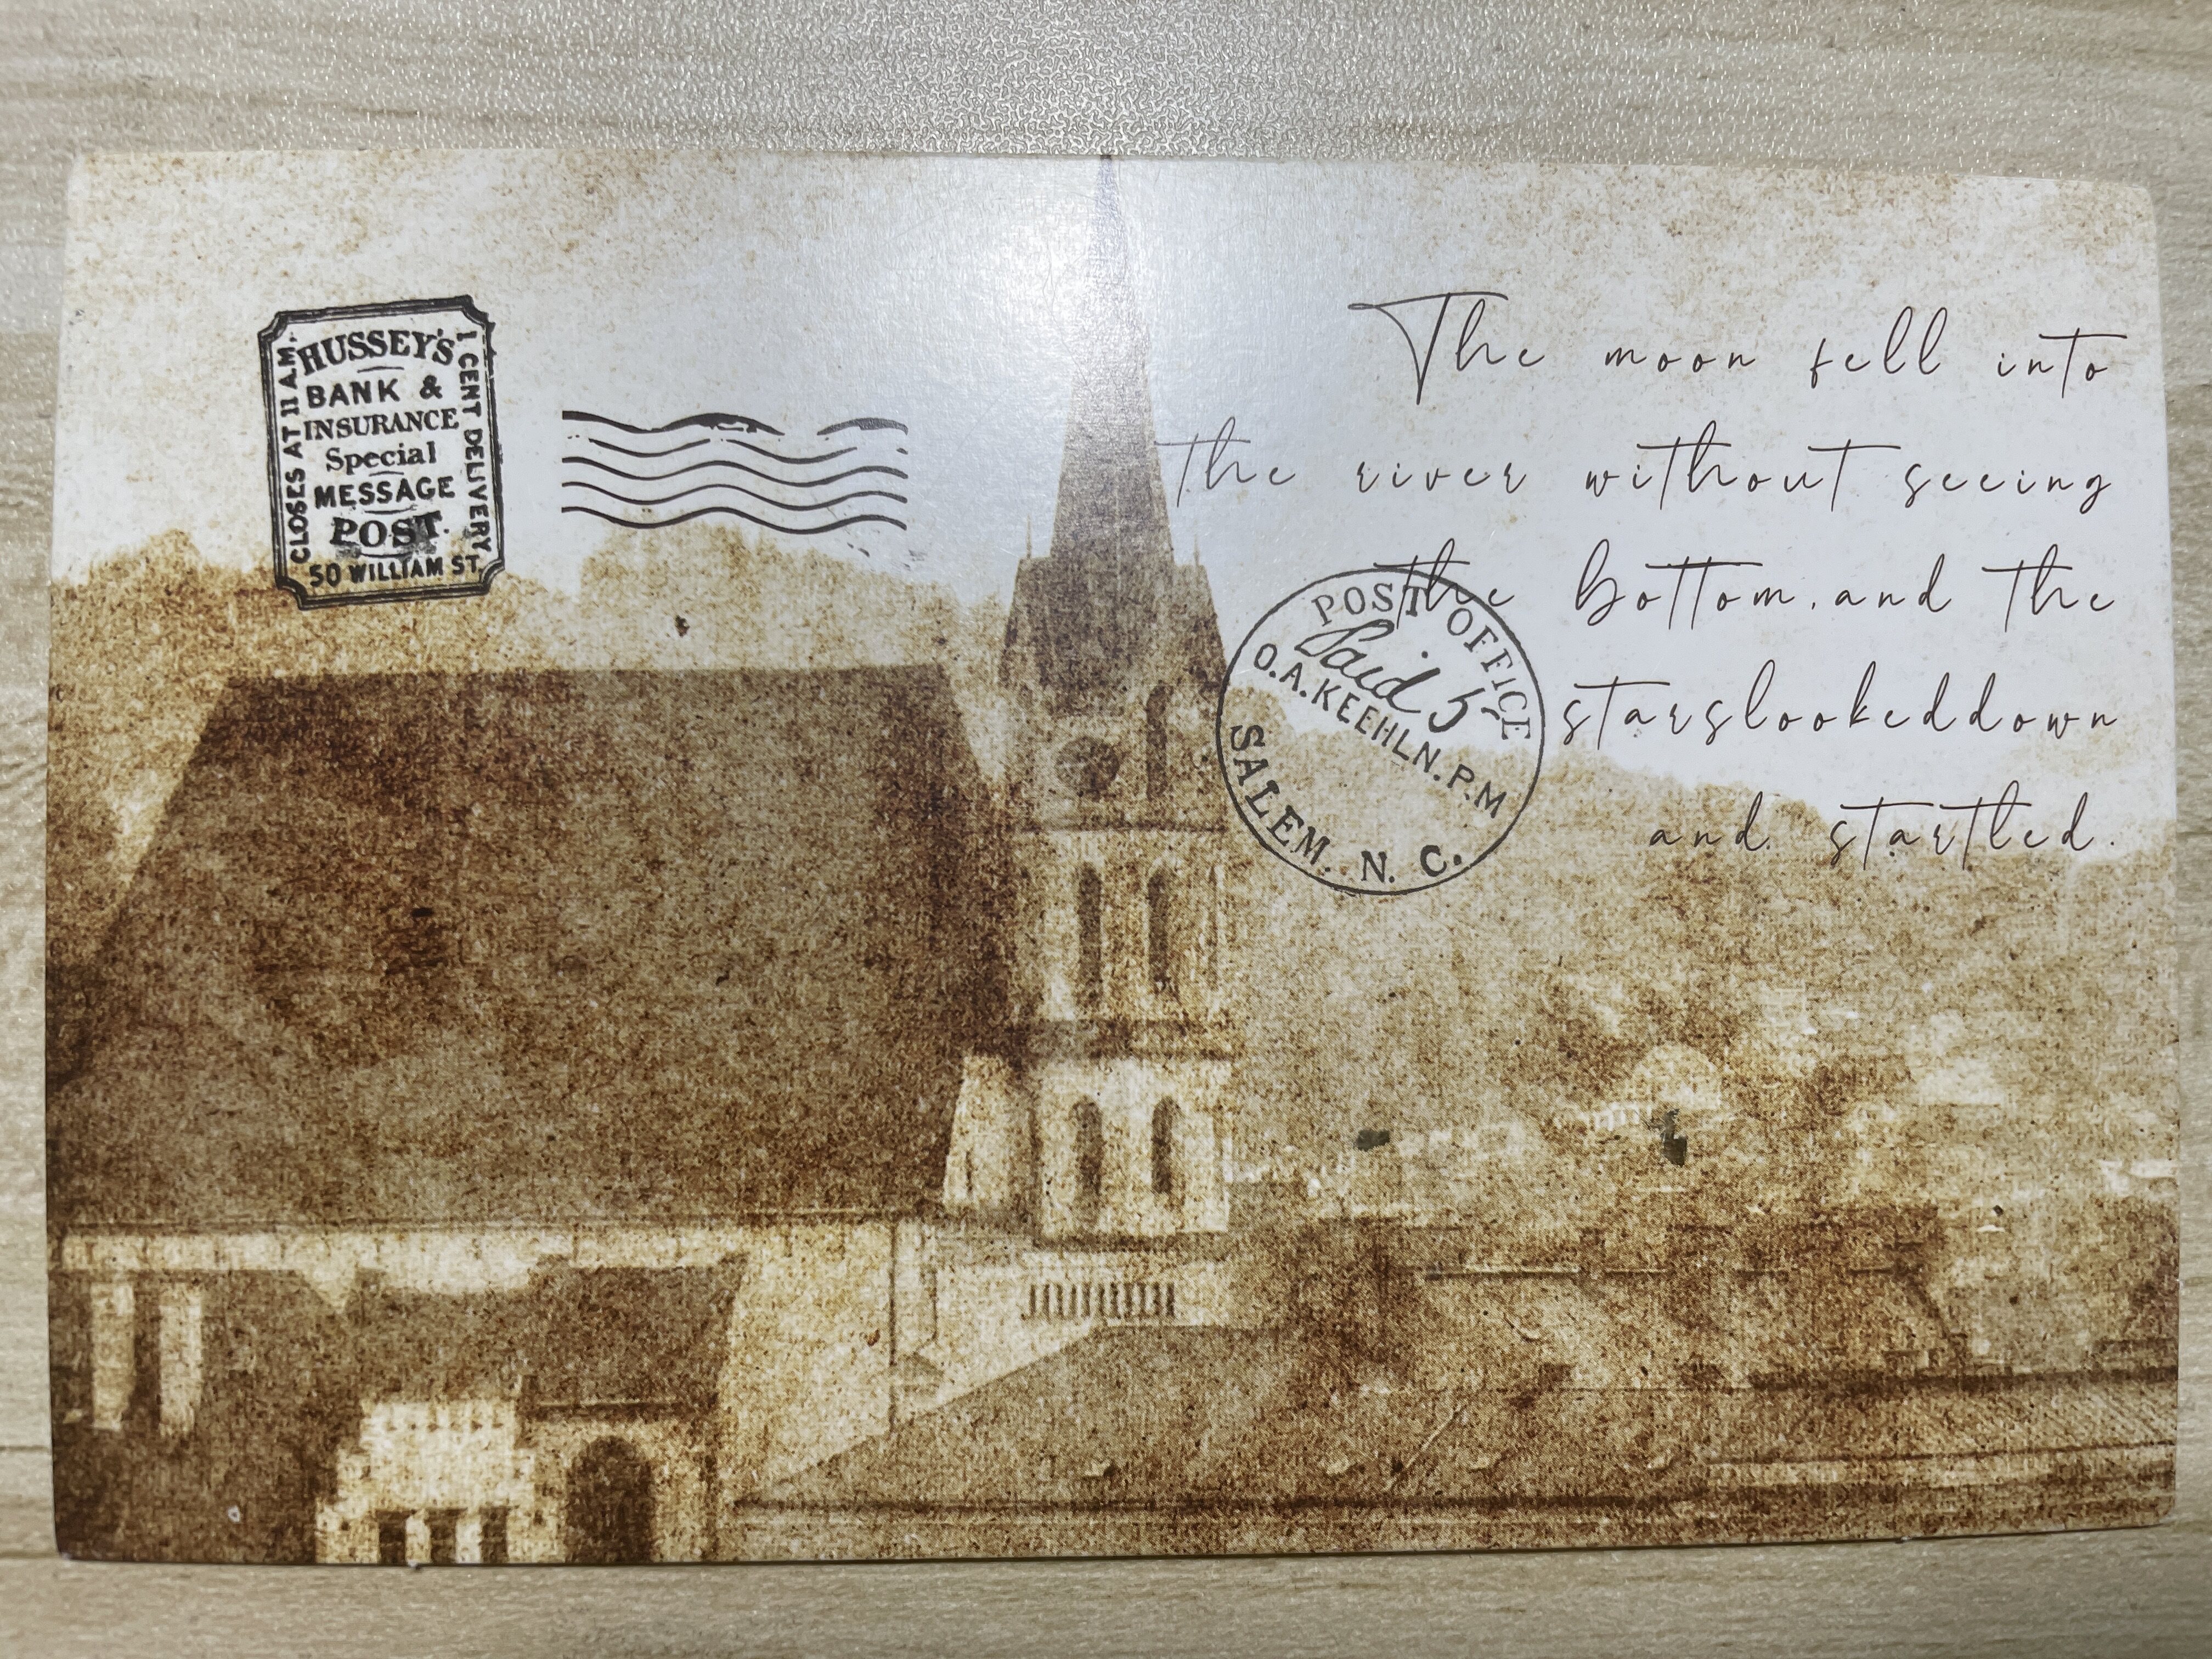 HUSSEY'S
BANK &
INSURANCE
Special
MESSAGE
POST.
50 WILLIAM ST.
CLOSES AT 11 A.M.
1 CENT DELIVERY
The moon fell into
the river without seeing
the bottom.and the
starslookeddown
and. startled.
POST OFFICE
Paid 5
O.A.KEEHLN.P.M
SALEM. N. C.